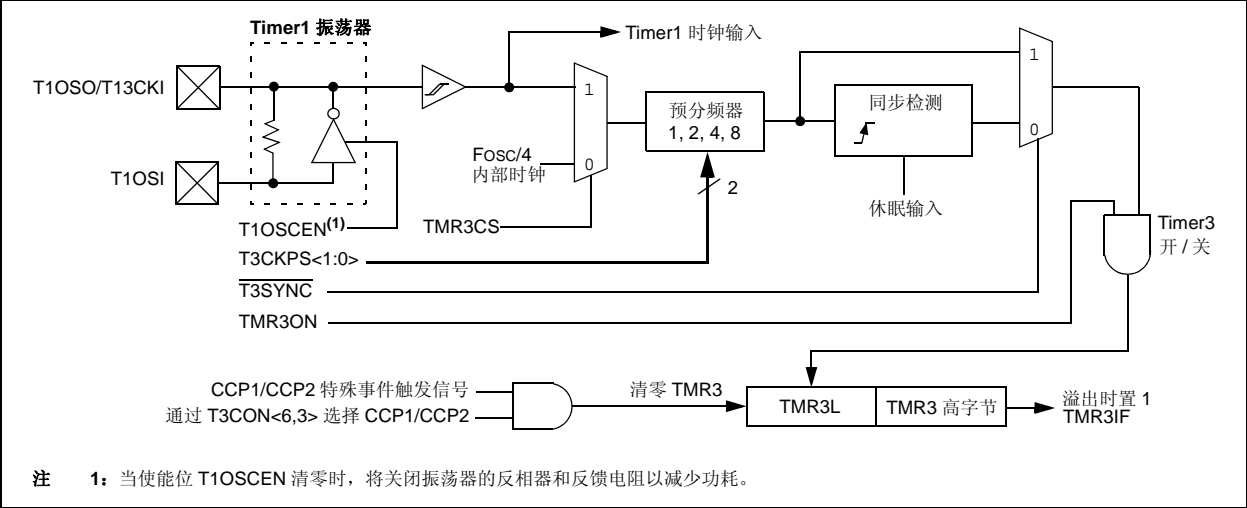 Timer1 振荡器
Timer1 时钟输入
T1OSO/T13CKI
1
1
预分频器
1, 2, 4, 8
同步检测
0
FOSC/4
内部时钟
0
T1OSI
2
休眠输入
T1OSCEN(1)
TMR3CS
Timer3
开 / 关
T3CKPS<1:0>
T3SYNC
TMR3ON
CCP1/CCP2 特殊事件触发信号
通过 T3CON<6,3> 选择 CCP1/CCP2
清零 TMR3
TMR3L
TMR3 高字节
溢出时置 1
TMR3IF
注 1: 当使能位 T1OSCEN 清零时，将关闭振荡器的反相器和反馈电阻以减少功耗。